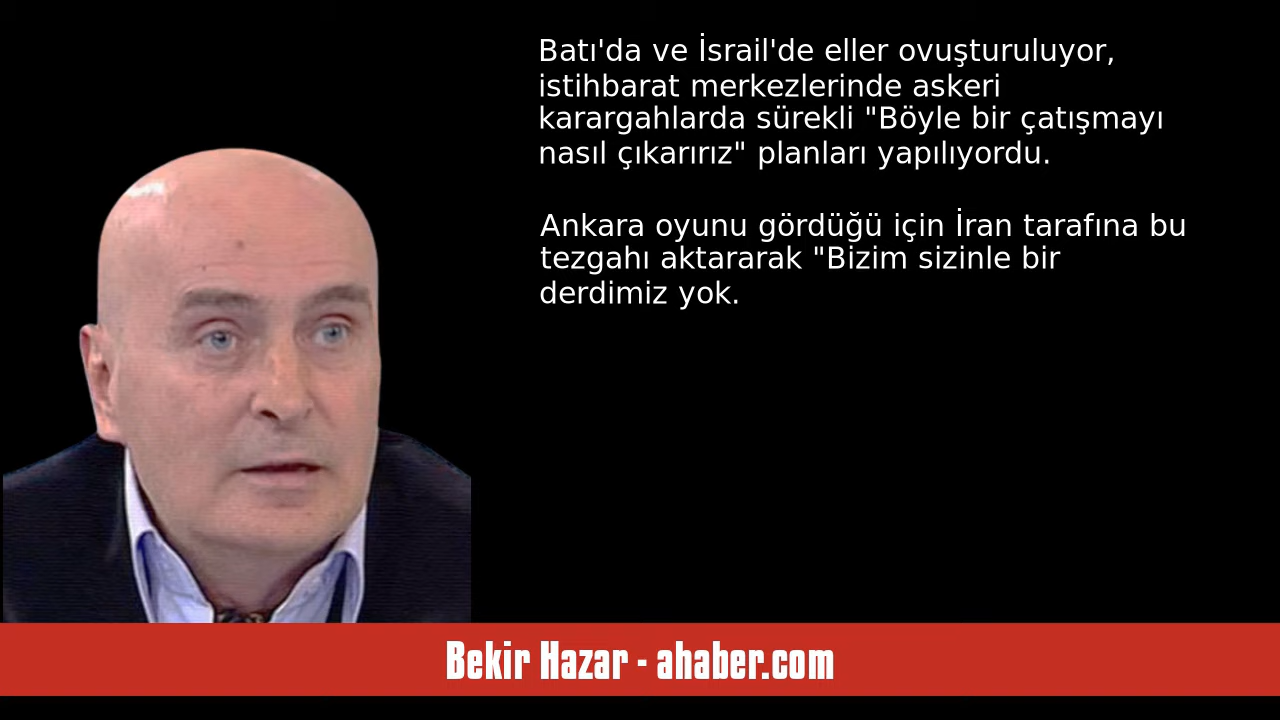 Batı'da ve İsrail'de eller ovuşturuluyor,
istihbarat merkezlerinde askeri
karargahlarda sürekli "Böyle bir çatışmayı
nasıl çıkarırız" planları yapılıyordu.
Ankara oyunu gördüğü için İran tarafına bu
tezgahı aktararak "Bizim sizinle bir
derdimiz yok.
Bekir Hazar - ahaber.com